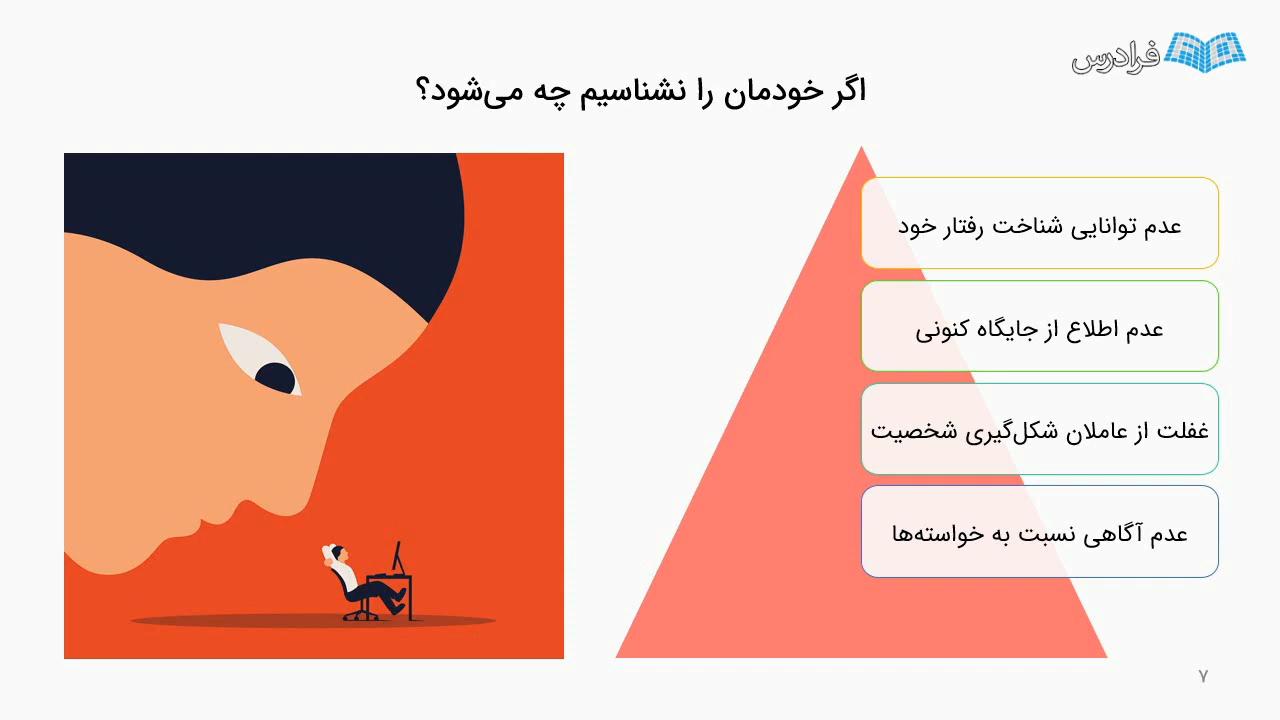 فرادرس
اگر خودمان را نشناسیم چه می‌شود؟
عدم توانایی شناخت رفتار خود
عدم اطلاع از جایگاه کنونی
غفلت از عاملان شکل‌گیری شخصیت
عدم آگاهی نسبت به خواسته‌ها
۷